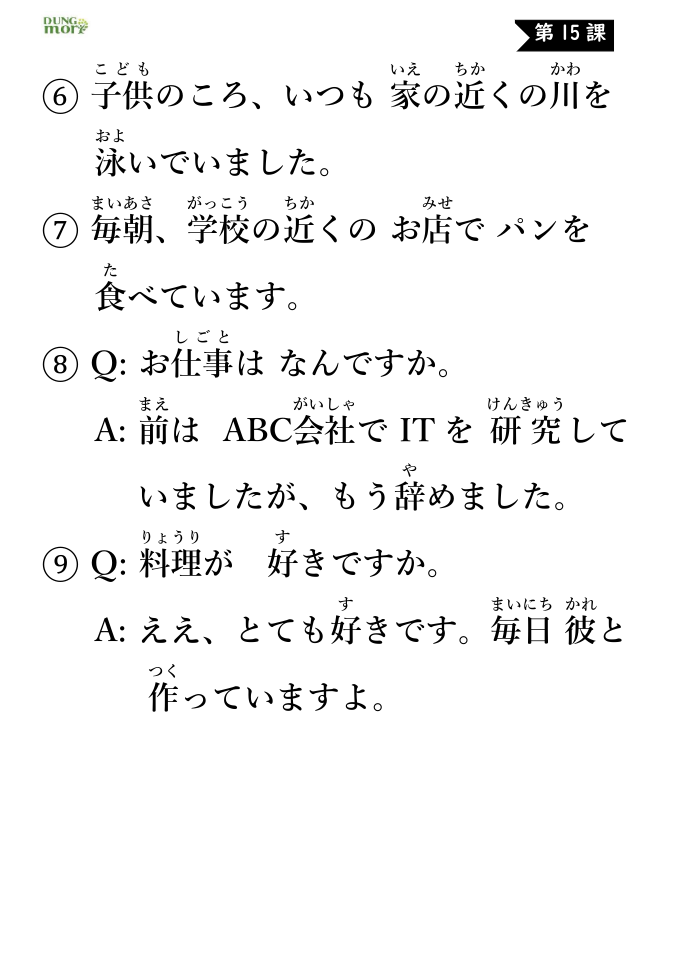 DUNG mori
第15課
⑥ 子供のころ、いつも 家の近くの川を
こども いえ ちか かわ
泳いでいました。
およ
⑦ 毎朝、学校の近くの お店で パンを
まいあさ がっこう ちか みせ
食べています。
た
⑧ Q: お仕事は なんですか。
しごと
A: 前は ABC会社で IT を 研究して
まえ がいしゃ けんきゅう
いましたが、もう辞めました。
や
⑨ Q: 料理が 好きですか。
りょうり す
A: ええ、とても好きです。毎日 彼と
す まいにち かれ
作っていますよ。
つく